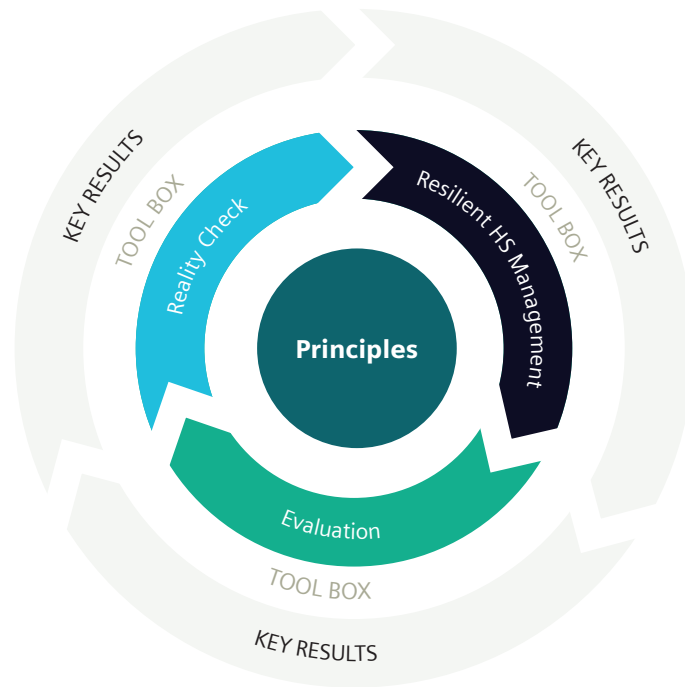 KEY RESULTS
TOOL BOX
Reality Check
Resilient HS Management
TOOL BOX
KEY RESULTS
Principles
Evaluation
TOOL BOX
KEY RESULTS